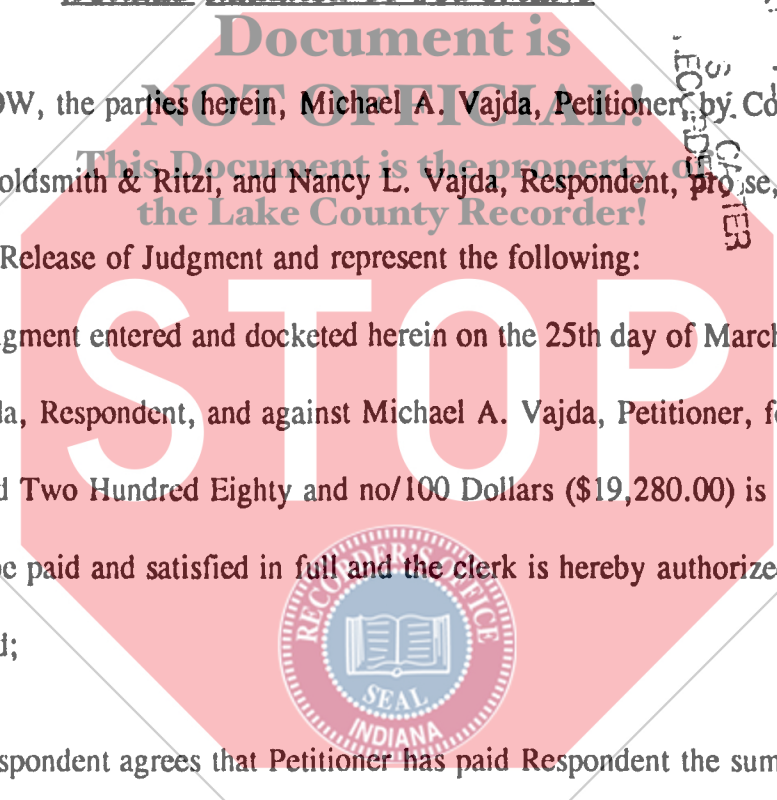 Document is
NOT OFFICIAL!
This Document is the property of
the Lake County Recorder!
OW, the parties herein, Michael A. Vajda, Petitioner, by Co
oldsmith & Ritzi, and Nancy L. Vajda, Respondent, pro se,
Release of Judgment and represent the following:
gment entered and docketed herein on the 25th day of March
da, Respondent, and against Michael A. Vajda, Petitioner, fo
d Two Hundred Eighty and no/100 Dollars ($19,280.00) is
be paid and satisfied in full and the clerk is hereby authorize
d;
spondent agrees that Petitioner has paid Respondent the sum
STOP
RECORDER'S OFFICE
SEAL
INDIANA
CARTER